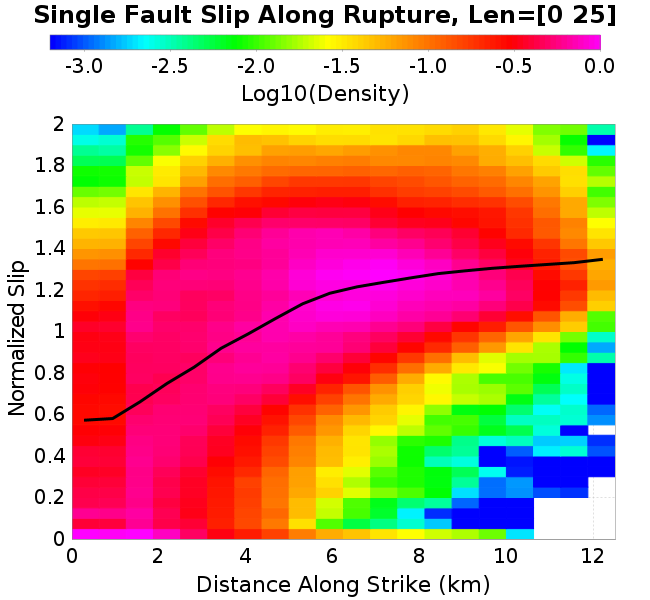 Single Fault Slip Along Rupture, Len=[0 25]
-3.0 -2.5 -2.0 -1.5 -1.0 -0.5 0.0
Log10(Density)
2
1.8
1.6
1.4
1.2
1
0.8
0.6
0.4
0.2
0
Normalized Slip
0 2 4 6 8 10 12
Distance Along Strike (km)